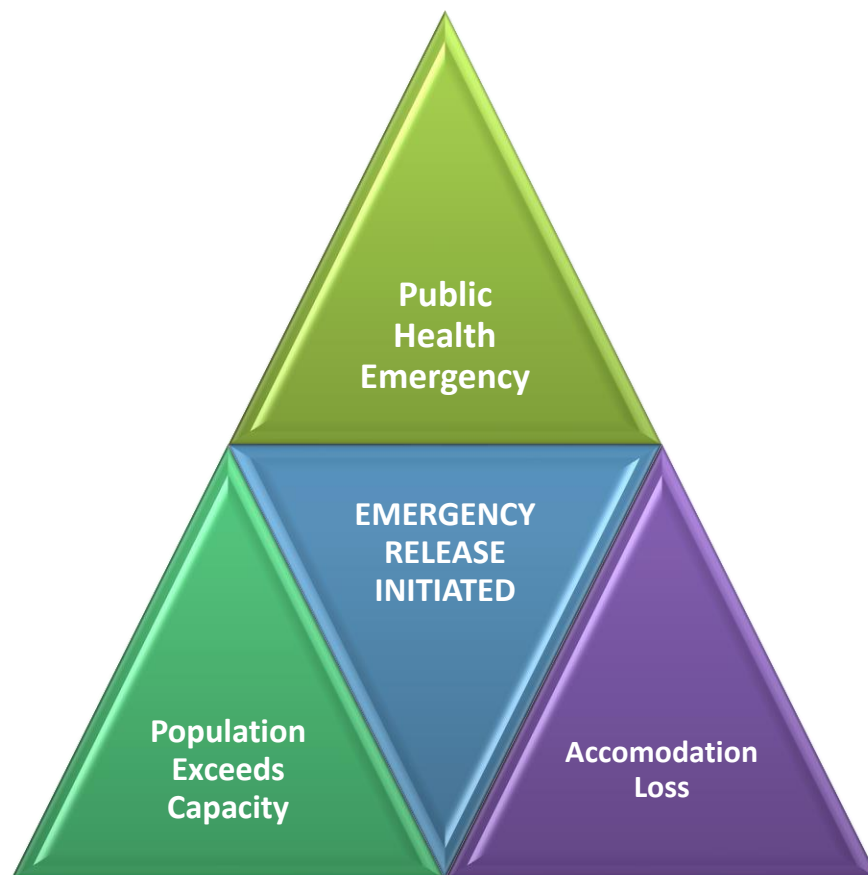 Public
Health
Emergency
EMERGENCY
RELEASE
INITIATED
Population
Exceeds
Capacity
Accomodation
Loss